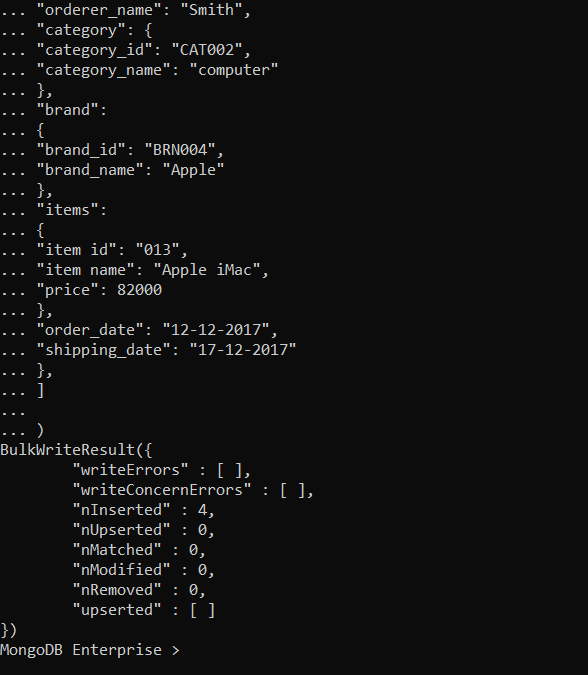 ... "orderer_name": "Smith",
... "category": {
... "category_id": "CAT002",
... "category_name": "computer"
... },
... "brand":
... {
... "brand_id": "BRN004",
... "brand_name": "Apple"
... },
... "items":
... {
... "item id": "013",
... "item name": "Apple iMac",
... "price": 82000
... },
... "order_date": "12-12-2017",
... "shipping_date": "17-12-2017"
... },
... ]
...
... )
BulkWriteResult({
        "writeErrors" : [ ],
        "writeConcernErrors" : [ ],
        "nInserted" : 4,
        "nUpserted" : 0,
        "nMatched" : 0,
        "nModified" : 0,
        "nRemoved" : 0,
        "upserted" : [ ]
})
MongoDB Enterprise >